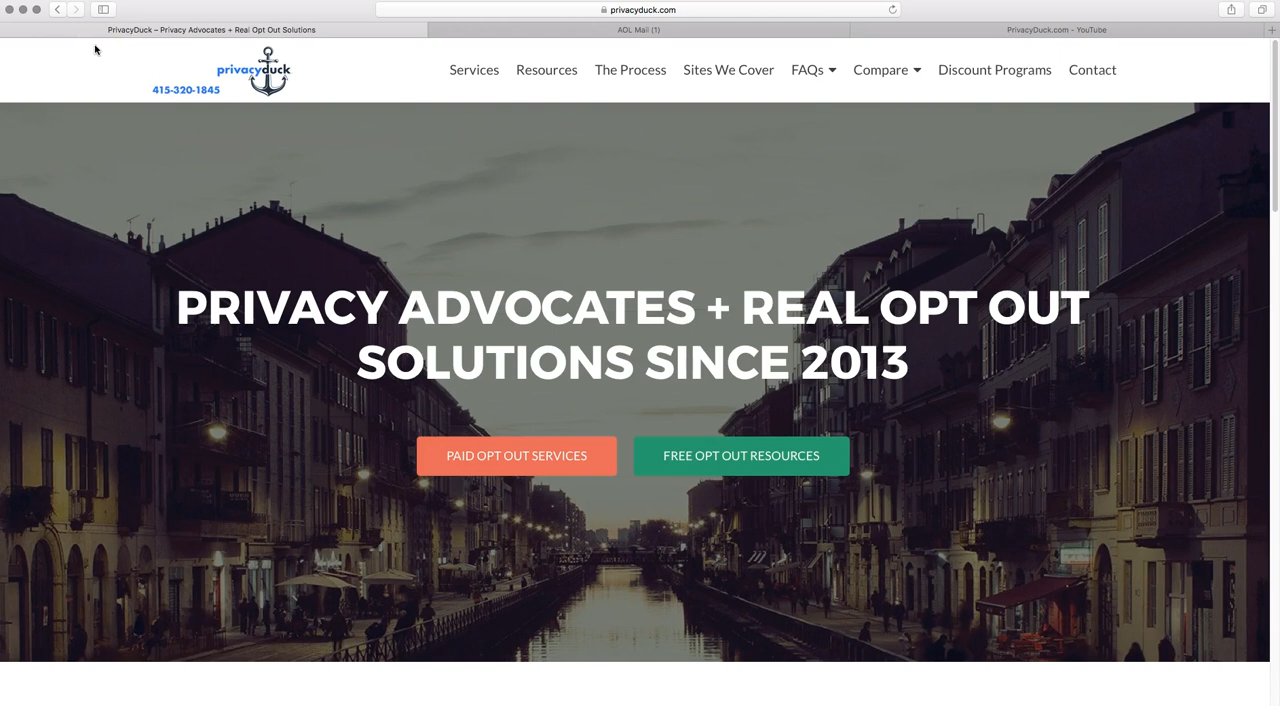 privacyduck.com
PrivacyDuck – Privacy Advocates + Real Opt Out Solutions
AOL Mail (1)
PrivacyDuck.com - YouTube
privacyduck
415-320-1845
Services
Resources
The Process
Sites We Cover
FAQs
Compare
Discount Programs
Contact
PRIVACY ADVOCATES + REAL OPT OUT
SOLUTIONS SINCE 2013
PAID OPT OUT SERVICES
FREE OPT OUT RESOURCES